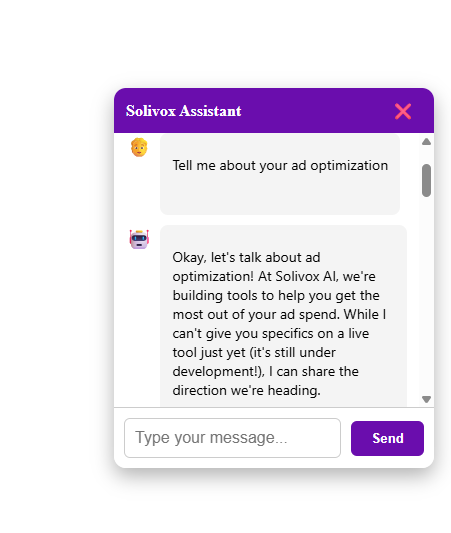 Solivox Assistant
Tell me about your ad optimization
Okay, let's talk about ad
optimization! At Solivox AI, we're
building tools to help you get the
most out of your ad spend. While I
can't give you specifics on a live
tool just yet (it's still under
development!), I can share the
direction we're heading.
Type your message...
Send